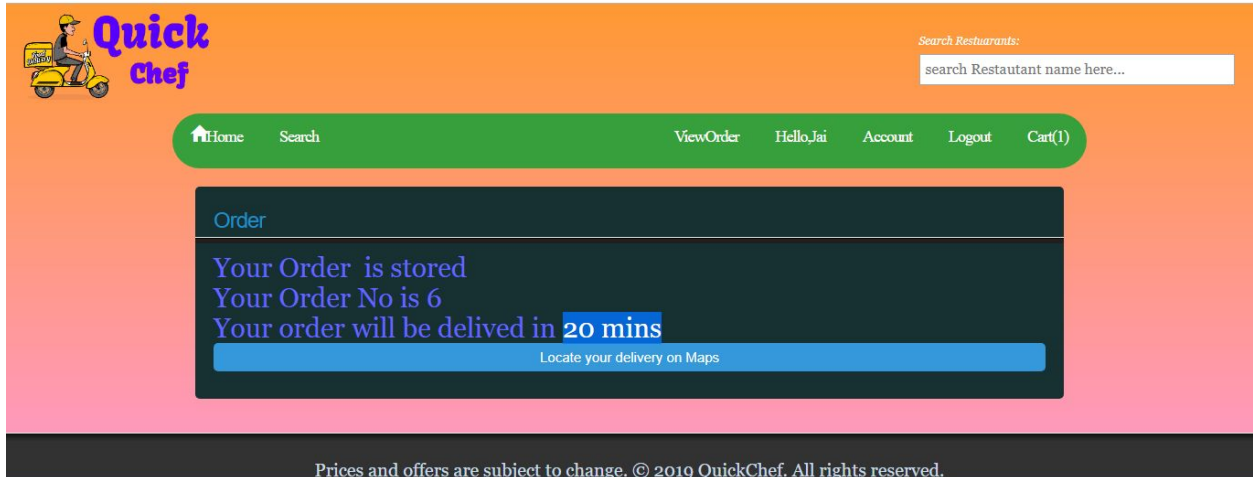 Quick
Chef
Search Restuarants:
search Restautant name here...
Home Search ViewOrder Hello,Jai Account Logout Cart(1)
Order
Your Order is stored
Your Order No is 6
Your order will be delived in 20 mins
Locate your delivery on Maps
Prices and offers are subject to change. © 2019 QuickChef. All rights reserved.